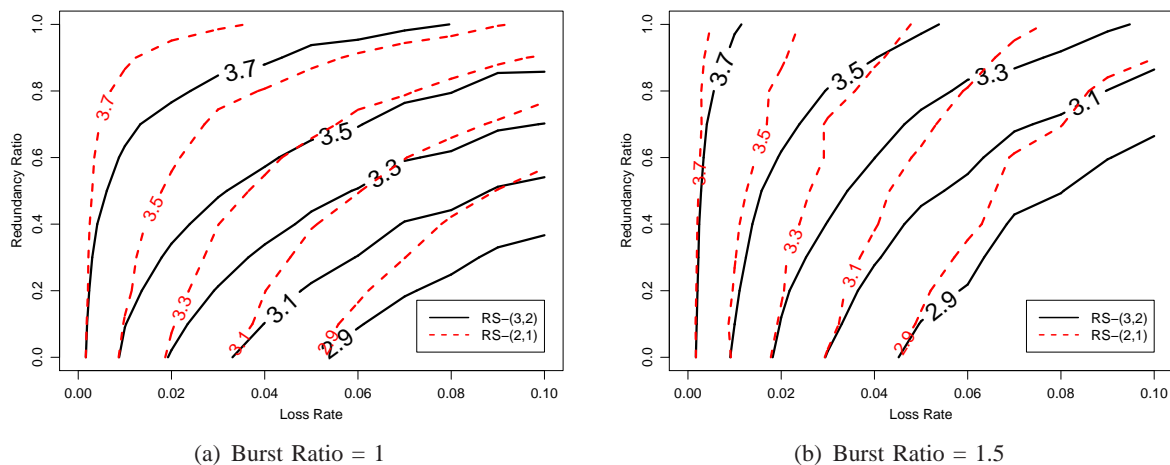 Redundancy Ratio
1.0
0.8
0.6
0.4
0.2
0.0
3.7
3.7
3.5
3.5
3.3
3.3
3.1
3.1
2.9
2.9
RS−(3,2)
RS−(2,1)
0.00 0.02 0.04 0.06 0.08 0.10
Loss Rate
(a) Burst Ratio = 1
Redundancy Ratio
1.0
0.8
0.6
0.4
0.2
0.0
3.7
3.7
3.5
3.5
3.3
3.3
3.1
3.1
2.9
2.9
RS−(3,2)
RS−(2,1)
0.00 0.02 0.04 0.06 0.08 0.10
Loss Rate
(b) Burst Ratio = 1.5